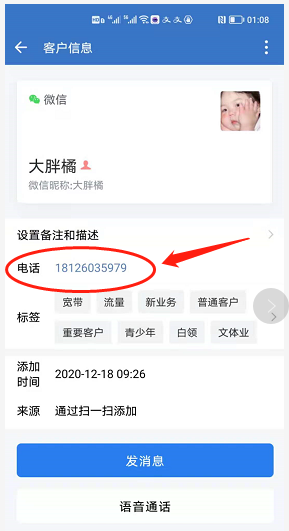 01:08
客户信息
微信
大胖橘
微信昵称:大胖橘
设置备注和描述
电话 18126035979
标签 宽带 流量 新业务 普通客户
重要客户 青少年 白领 文体业
添加时间 2020-12-18 09:26
来源 通过扫一扫添加
发消息
语音通话